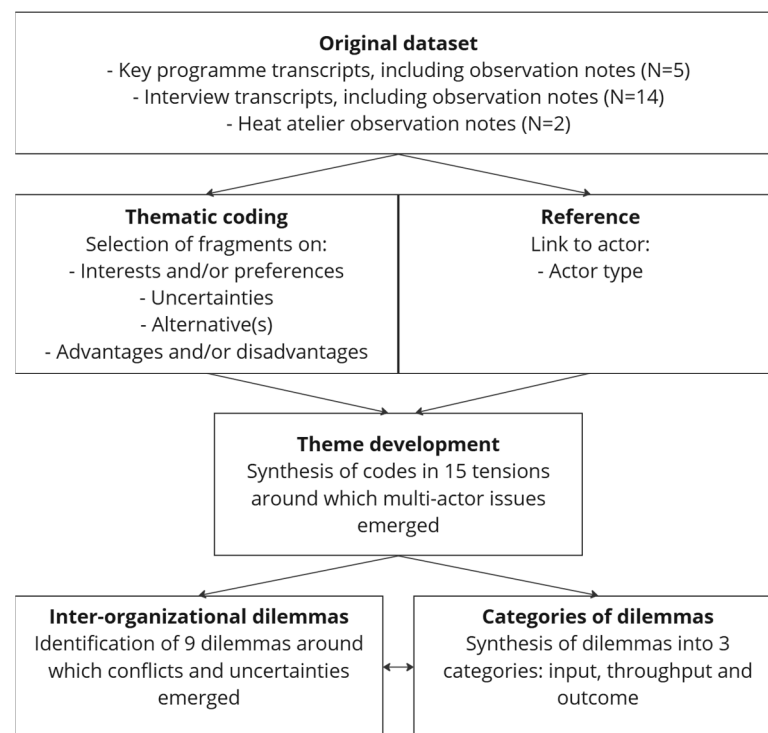 Original dataset
- Key programme transcripts, including observation notes (N=5)
- Interview transcripts, including observation notes (N=14)
- Heat atelier observation notes (N=2)
Thematic coding
Selection of fragments on:
- Interests and/or preferences
- Uncertainties
- Alternative(s)
- Advantages and/or disadvantages
Reference
Link to actor:
- Actor type
Theme development
Synthesis of codes in 15 tensions
around which multi-actor issues
emerged
Inter-organizational dilemmas
Identification of 9 dilemmas around
which conflicts and uncertainties
emerged
Categories of dilemmas
Synthesis of dilemmas into 3
categories: input, throughput and
outcome